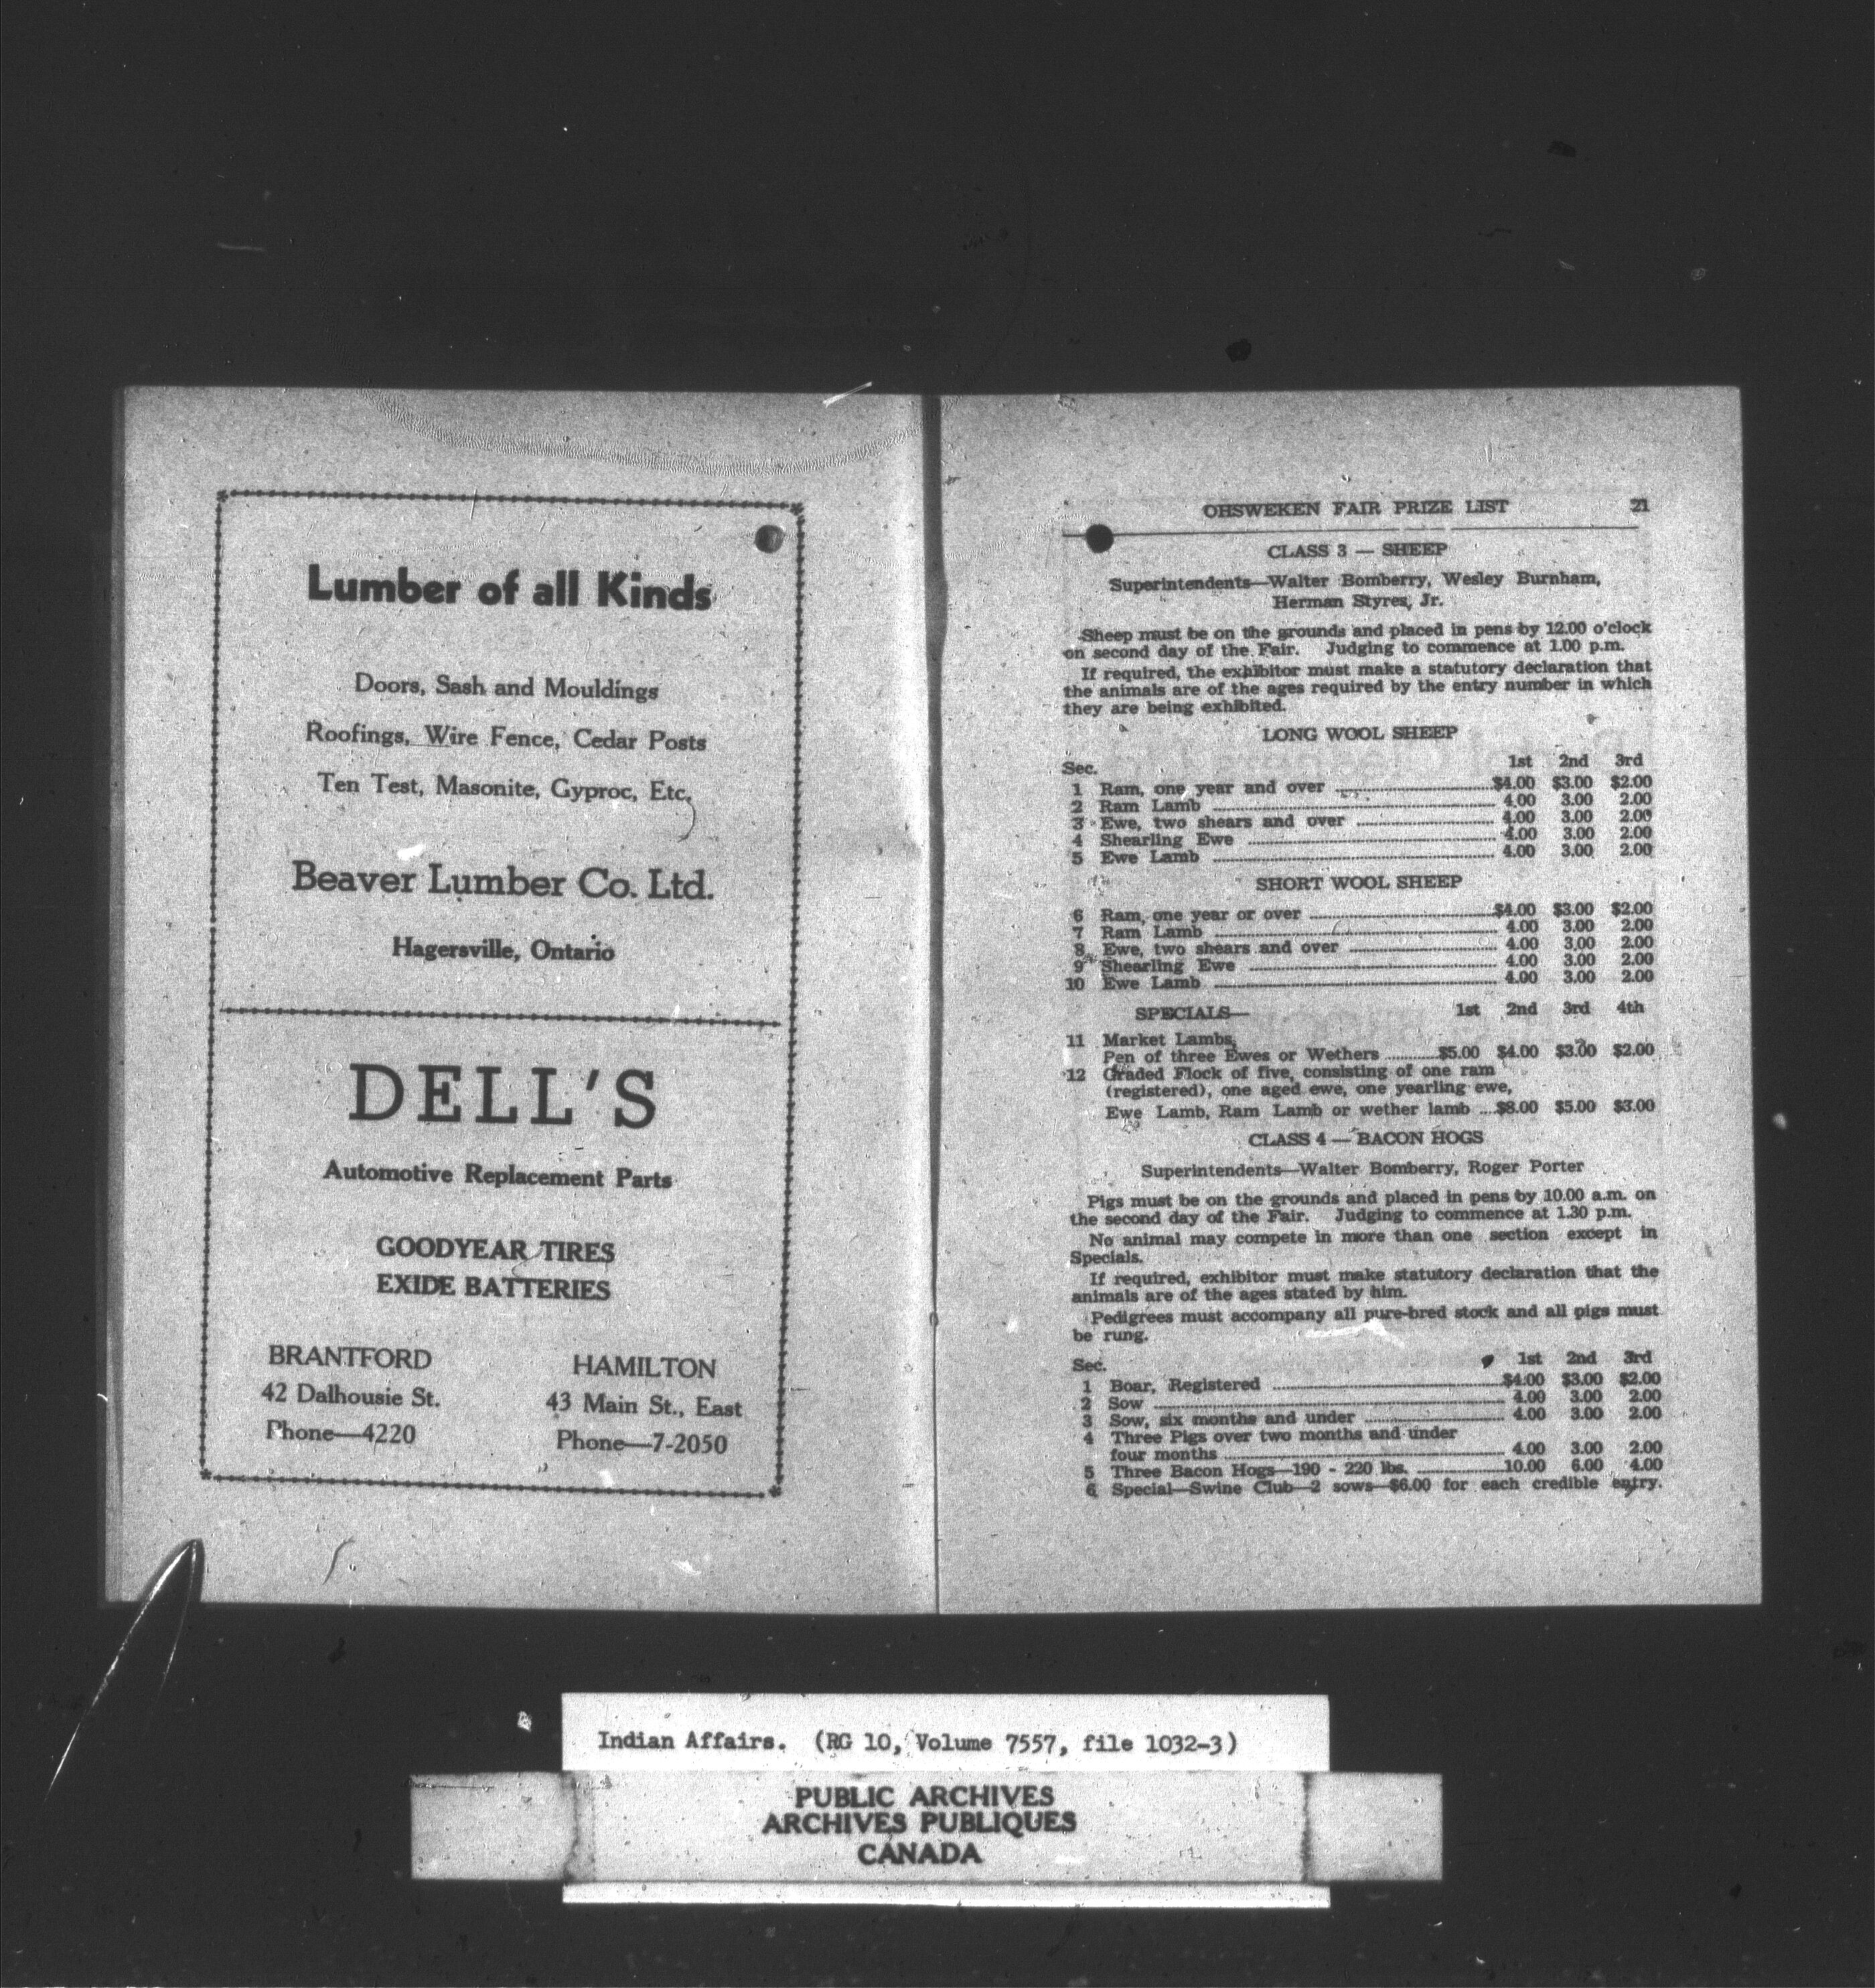 Lumber of all Kinds
Doors, Sash and Mouldings
Roofings, Wire Fence, Cedar Posts
Ten Test, Masonite, Gyproc, Etc.
Beaver Lumber Co. Ltd.
Hagersville, Ontario
DELL'S
Automotive Replacement Parts
GOODYEAR TIRES
EXIDE BATTERIES
BRANTFORD
42 Dalhousie St.
Phone—4220
HAMILTON
43 Main St., East
Phone—7-2050
OHSWEKEN FAIR PRIZE LIST 21
CLASS 3 — SHEEP
Superintendents—Walter Bomberry, Wesley Burnham,
Herman Styres, Jr.
Sheep must be on the grounds and placed in pens by 12.00 o'clock
on second day of the Fair. Judging to commence at 1.00 p.m.
If required, the exhibitor must make a statutory declaration that
the animals are of the ages required by the entry number in which
they are being exhibited.
LONG WOOL SHEEP
Sec. 1st 2nd 3rd
1 Ram, one year and over $4.00 $3.00 $2.00
2 Ram Lamb 4.00 3.00 2.00
3 Ewe, two shears and over 4.00 3.00 2.00
4 Shearling Ewe 4.00 3.00 2.00
5 Ewe Lamb 4.00 3.00 2.00
SHORT WOOL SHEEP
6 Ram, one year or over $4.00 $3.00 $2.00
7 Ram Lamb 4.00 3.00 2.00
8 Ewe, two shears and over 4.00 3.00 2.00
9 Shearling Ewe 4.00 3.00 2.00
10 Ewe Lamb 4.00 3.00 2.00
SPECIALS— 1st 2nd 3rd 4th
11 Market Lambs,
Pen of three Ewes or Wethers $5.00 $4.00 $3.00 $2.00
12 Graded Flock of five, consisting of one ram
(registered), one aged ewe, one yearling ewe,
Ewe Lamb, Ram Lamb or wether lamb $8.00 $5.00 $3.00
CLASS 4 — BACON HOGS
Superintendents—Walter Bomberry, Roger Porter
Pigs must be on the grounds and placed in pens by 10.00 a.m. on
the second day of the Fair. Judging to commence at 1.30 p.m.
No animal may compete in more than one section except in
Specials.
If required, exhibitor must make statutory declaration that the
animals are of the ages stated by him.
Pedigrees must accompany all pure-bred stock and all pigs must
be rung.
Sec. 1st 2nd 3rd
1 Boar, Registered $4.00 $3.00 $2.00
2 Sow 4.00 3.00 2.00
3 Sow, six months and under 4.00 3.00 2.00
4 Three Pigs over two months and under
four months 4.00 3.00 2.00
5 Three Bacon Hogs—190 - 220 lbs. 10.00 6.00 4.00
6 Special—Swine Club—2 sows—$6.00 for each credible entry.
Indian Affairs. (RG 10, Volume 7557, file 1032-3)
PUBLIC ARCHIVES
ARCHIVES PUBLIQUES
CANADA